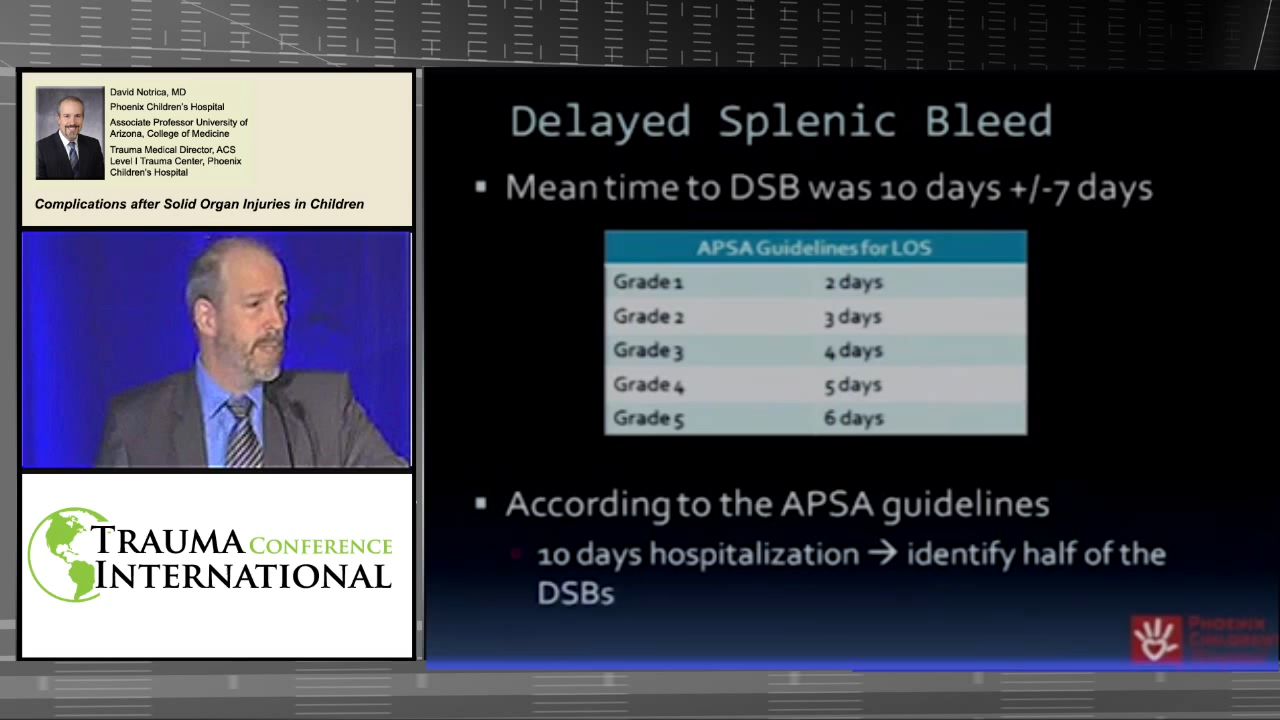 David Notrica, MD
Phoenix Children's Hospital
Associate Professor University of
Arizona, College of Medicine
Trauma Medical Director, ACS
Level I Trauma Center, Phoenix
Children's Hospital
Complications after Solid Organ Injuries in Children
TRAUMA CONFERENCE
INTERNATIONAL
Delayed Splenic Bleed
▪ Mean time to DSB was 10 days +/-7 days
APSA Guidelines for LOS
Grade 1 2 days
Grade 2 3 days
Grade 3 4 days
Grade 4 5 days
Grade 5 6 days
▪ According to the APSA guidelines
▪ 10 days hospitalization → identify half of the
DSBs
PHOENIX